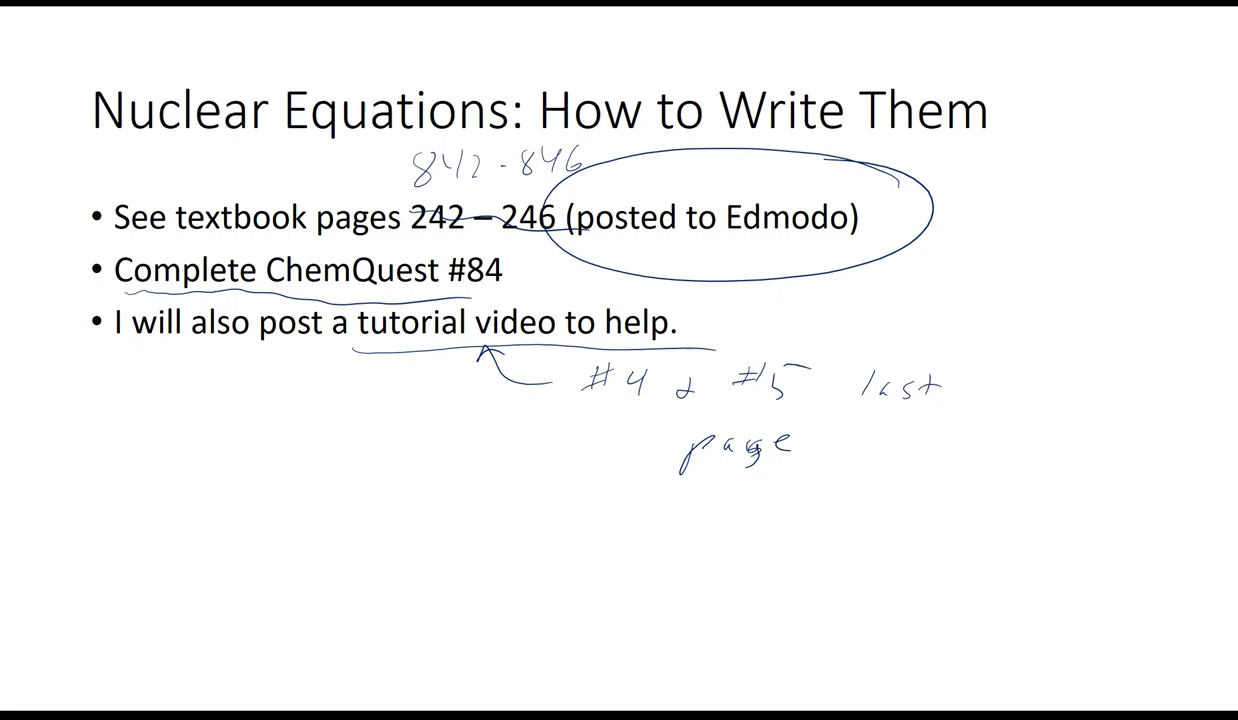 Nuclear Equations: How to Write Them
842 - 846
• See textbook pages 242 – 246 (posted to Edmodo)
• Complete ChemQuest #84
• I will also post a tutorial video to help.
#4 & #5 last
page